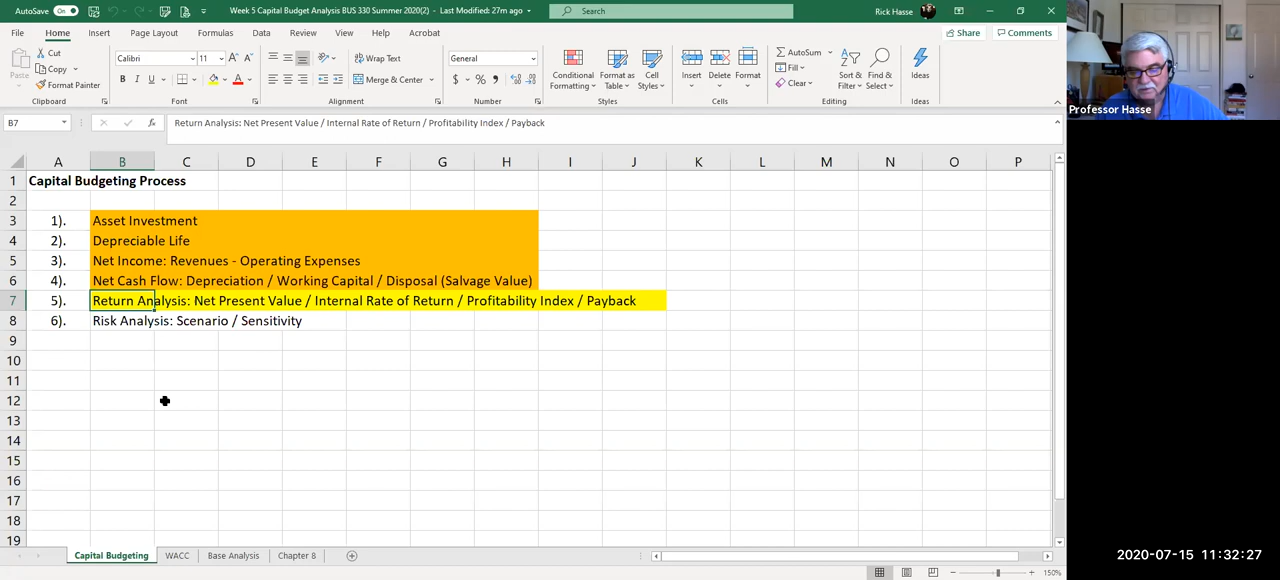 AutoSave On Week 5 Capital Budget Analysis BUS 330 Summer 2020(2) - Last Modified: 27m ago Search Rick Hasse
File Home Insert Page Layout Formulas Data Review View Help Acrobat Share Comments
Paste Cut Copy Format Painter
Calibri 11 A A
B I U A
Wrap Text
Merge & Center
General
$ % ,
Conditional Formatting Format as Table Cell Styles
Insert Delete Format
AutoSum Fill Clear
Sort & Filter Find & Select
Ideas
Clipboard Font Alignment Number Styles Cells Editing Ideas
B7 fx Return Analysis: Net Present Value / Internal Rate of Return / Profitability Index / Payback
A B C D E F G H I J K L M N O P
1 Capital Budgeting Process
2
3 1). Asset Investment
4 2). Depreciable Life
5 3). Net Income: Revenues - Operating Expenses
6 4). Net Cash Flow: Depreciation / Working Capital / Disposal (Salvage Value)
7 5). Return Analysis: Net Present Value / Internal Rate of Return / Profitability Index / Payback
8 6). Risk Analysis: Scenario / Sensitivity
9
10
11
12
13
14
15
16
17
18
19
Capital Budgeting WACC Base Analysis Chapter 8
150%
Professor Hasse
2020-07-15 11:32:27